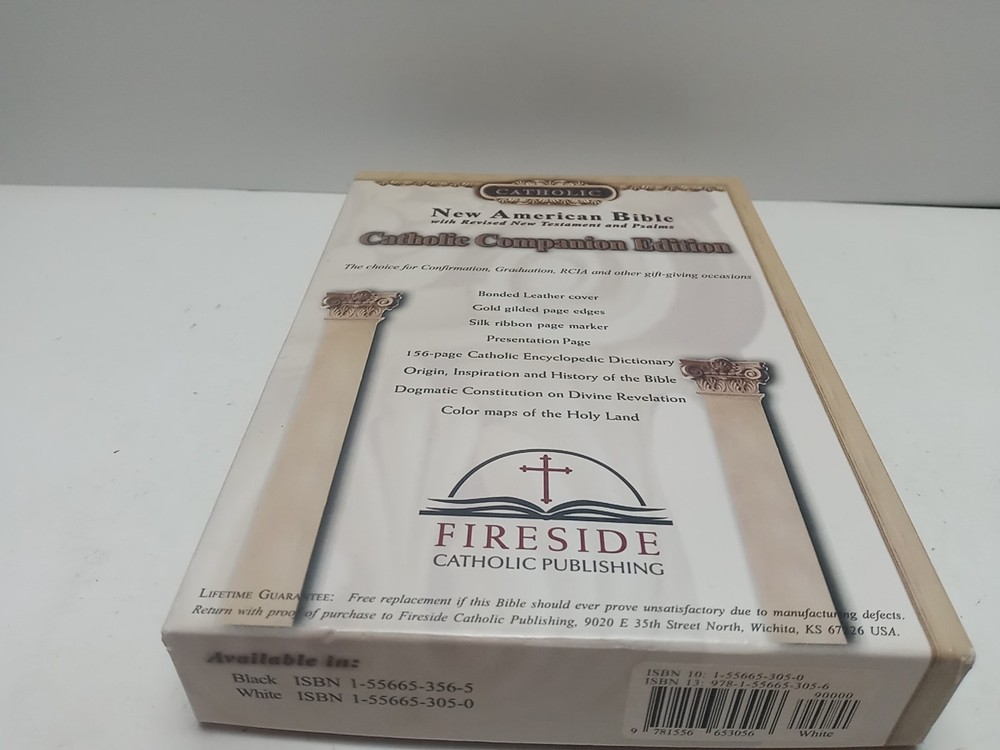 CATHOLIC
New American Bible
with Revised New Testament and Psalms
Catholic Companion Edition
The choice for Confirmation, Graduation, RCIA and other gift-giving occasions
Bonded Leather cover
Gold gilded page edges
Silk ribbon page marker
Presentation Page
156-page Catholic Encyclopedic Dictionary
Origin, Inspiration and History of the Bible
Dogmatic Constitution on Divine Revelation
Color maps of the Holy Land
FIRESIDE
CATHOLIC PUBLISHING
LIFETIME GUARANTEE: Free replacement if this Bible should ever prove unsatisfactory due to manufacturing defects.
Return with proof of purchase to Fireside Catholic Publishing, 9020 E 35th Street North, Wichita, KS 67226 USA.
Available in:
Black ISBN 1-55665-356-5
White ISBN 1-55665-305-0
ISBN 10: 1-55665-305-0
ISBN 13: 978-1-55665-305-6
90000
9 781556 653056
White